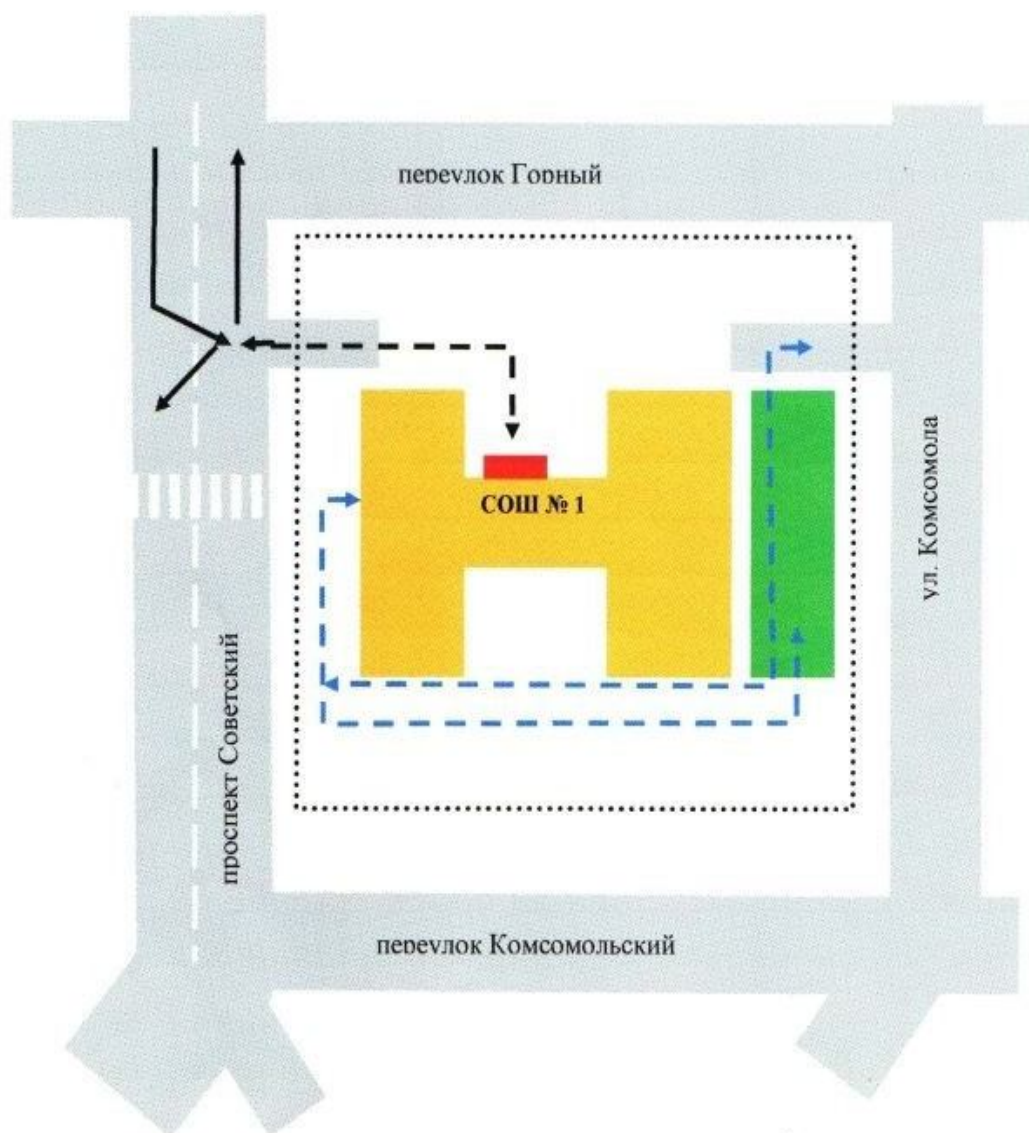 переулок Горный
СОШ № 1
ул. Комсомола
проспект Советский
переулок Комсомольский